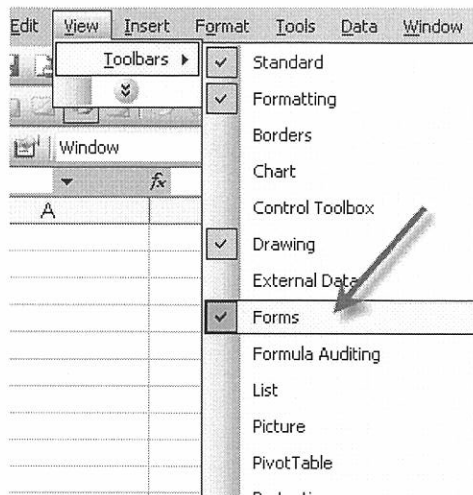 Edit View Insert Format Tools Data Window
Toolbars
Standard
Formatting
Window
Borders
fx
Chart
A
Control Toolbox
Drawing
External Data
Forms
Formula Auditing
List
Picture
PivotTable